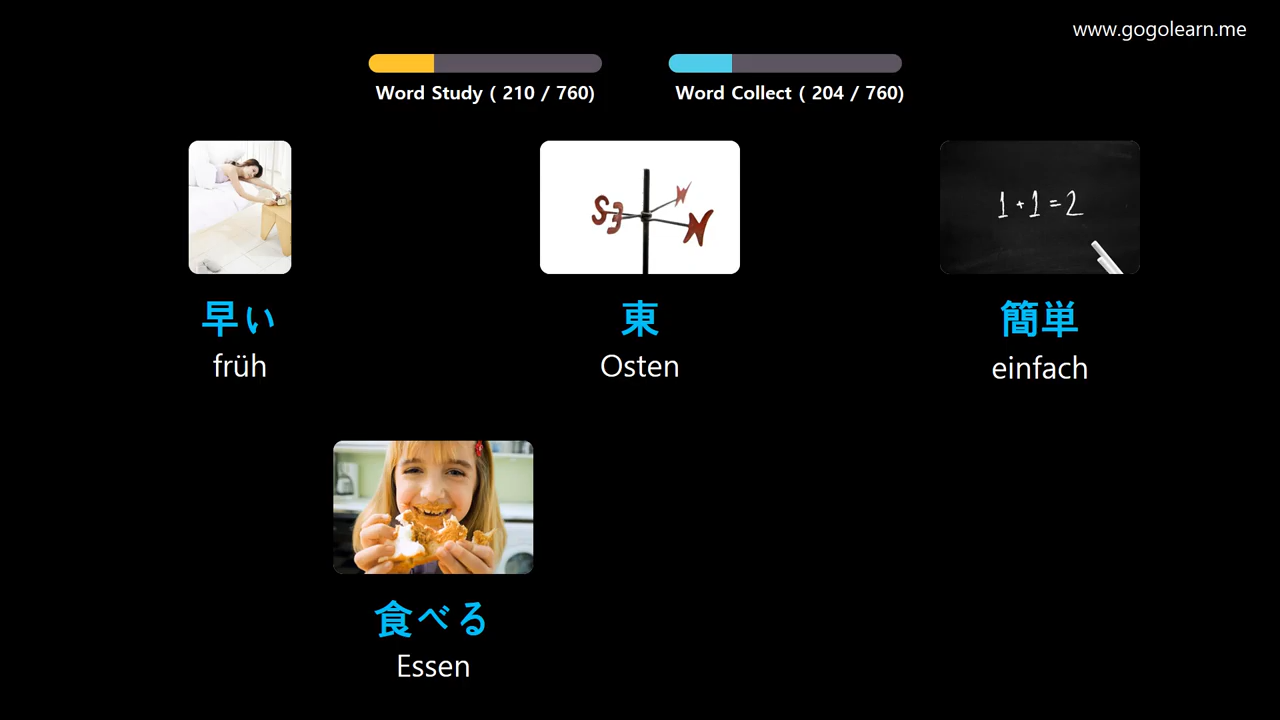 www.gogolearn.me
Word Study ( 210 / 760)
Word Collect ( 204 / 760)
S E N W
1 + 1 = 2
早い
früh
東
Osten
簡単
einfach
食べる
Essen